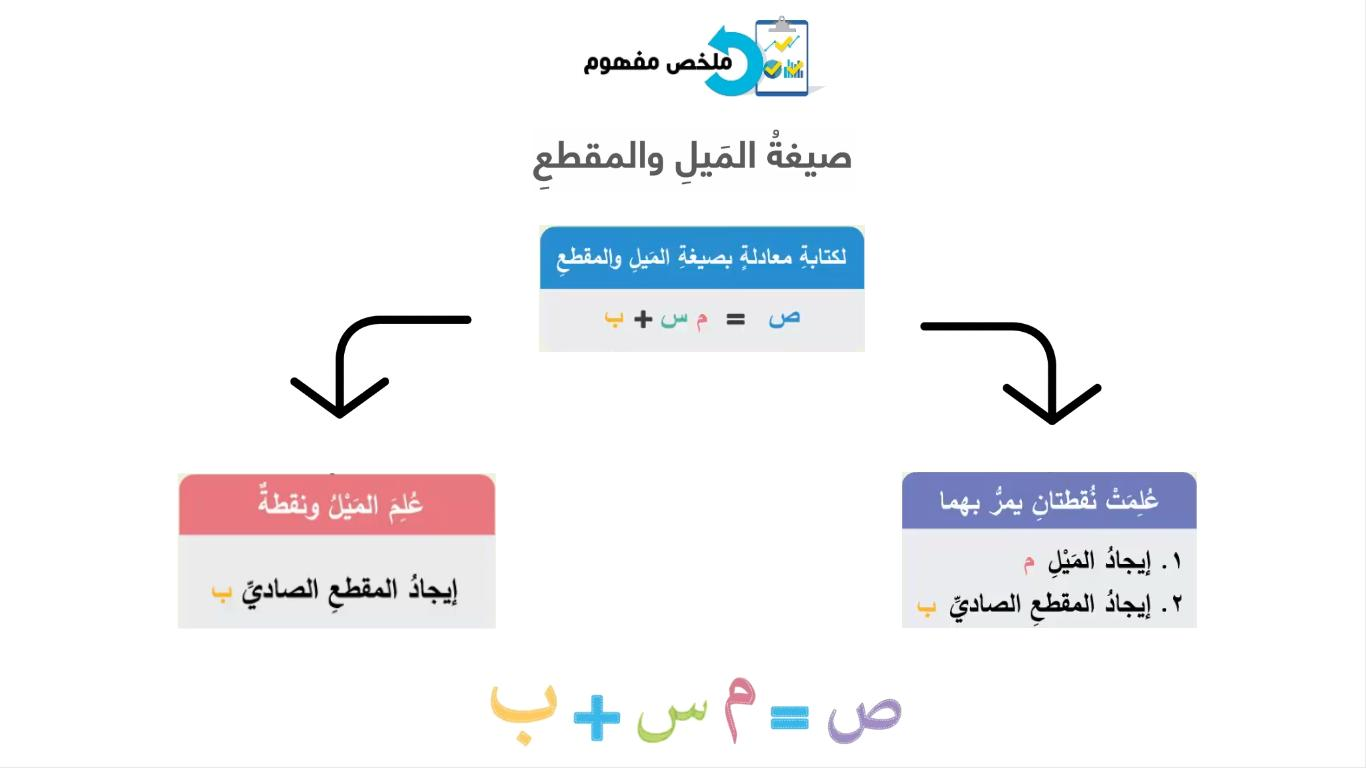 ملخص مفهوم
صيغةُ المَيلِ والمقطعِ
لكتابةِ معادلةٍ بصيغةِ المَيلِ والمقطعِ
ص = م س + ب
عُلِمَتْ نُقطتانِ يمرُّ بهما
١. إيجادُ المَيْلِ م
٢. إيجادُ المقطعِ الصاديِّ ب
عُلِمَ المَيْلُ ونقطةٌ
إيجادُ المقطعِ الصاديِّ ب
ص = م س + ب